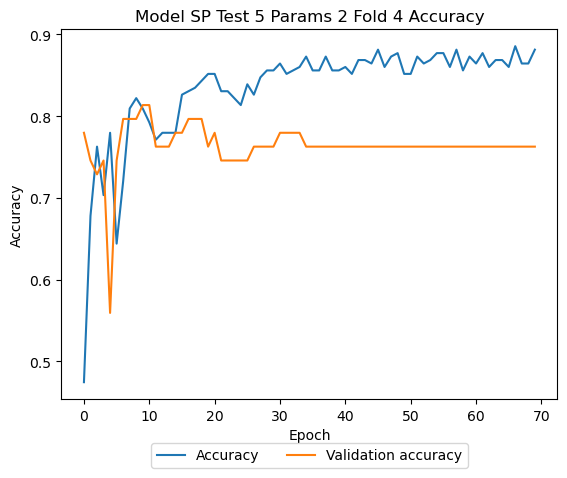 Model SP Test 5 Params 2 Fold 4 Accuracy
0.9
0.8
0.7
0.6
0.5
Accuracy
0 10 20 30 40 50 60 70
Epoch
Accuracy Validation accuracy